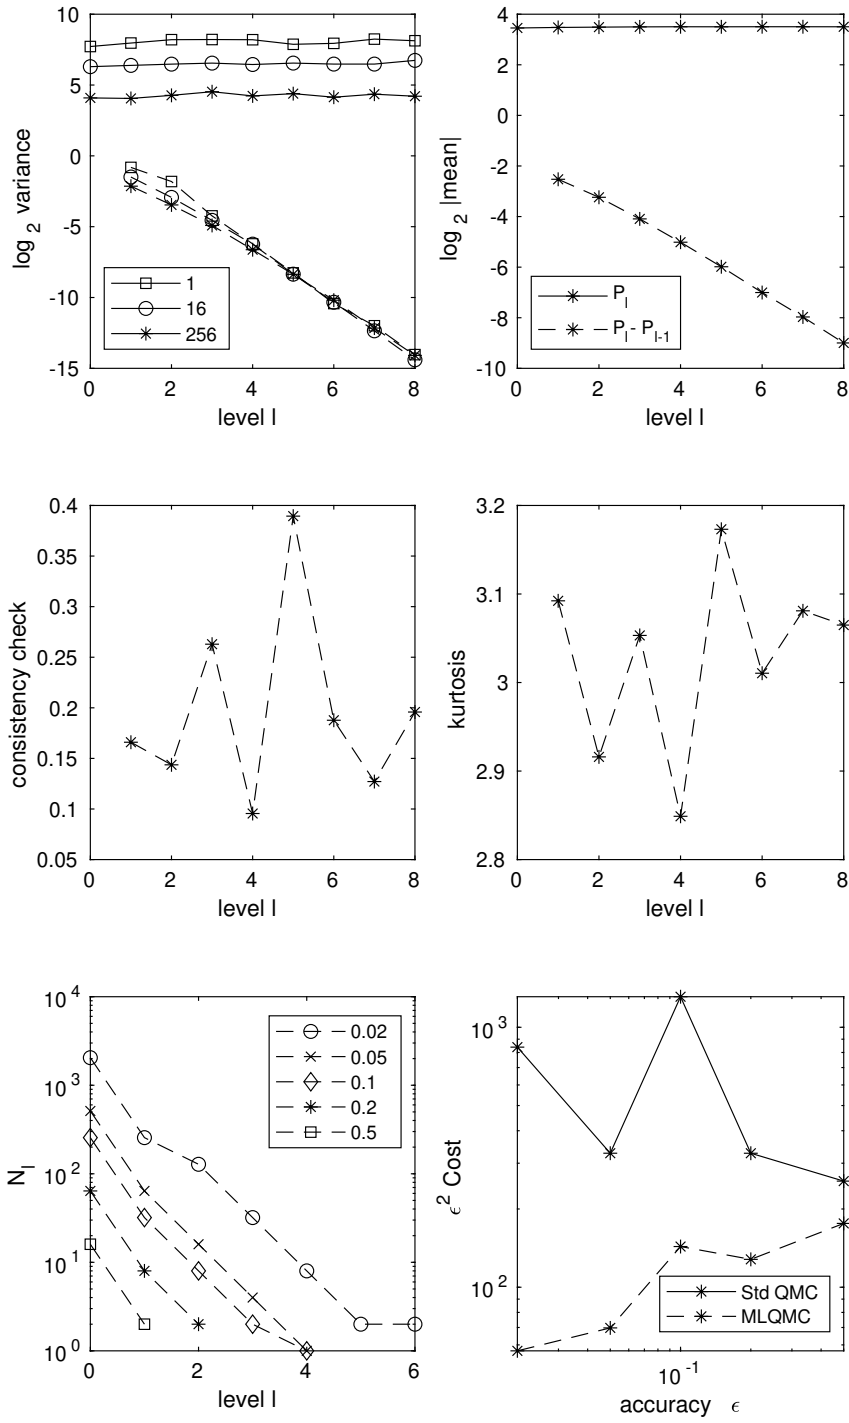 10
5
0
-5
-10
-15
log 2 variance
1
16
256
0 2 4 6 8
level l
4
2
0
-2
-4
-6
-8
-10
log 2 |mean|
P l
P l - P l-1
0 2 4 6 8
level l
0.4
0.35
0.3
0.25
0.2
0.15
0.1
0.05
consistency check
0 2 4 6 8
level l
3.2
3.1
3
2.9
2.8
kurtosis
0 2 4 6 8
level l
10^4
10^3
10^2
10^1
10^0
N l
0.02
0.05
0.1
0.2
0.5
0 2 4 6
level l
10^3
10^2
ϵ^2 Cost
Std QMC
MLQMC
10^-1
accuracy ϵ